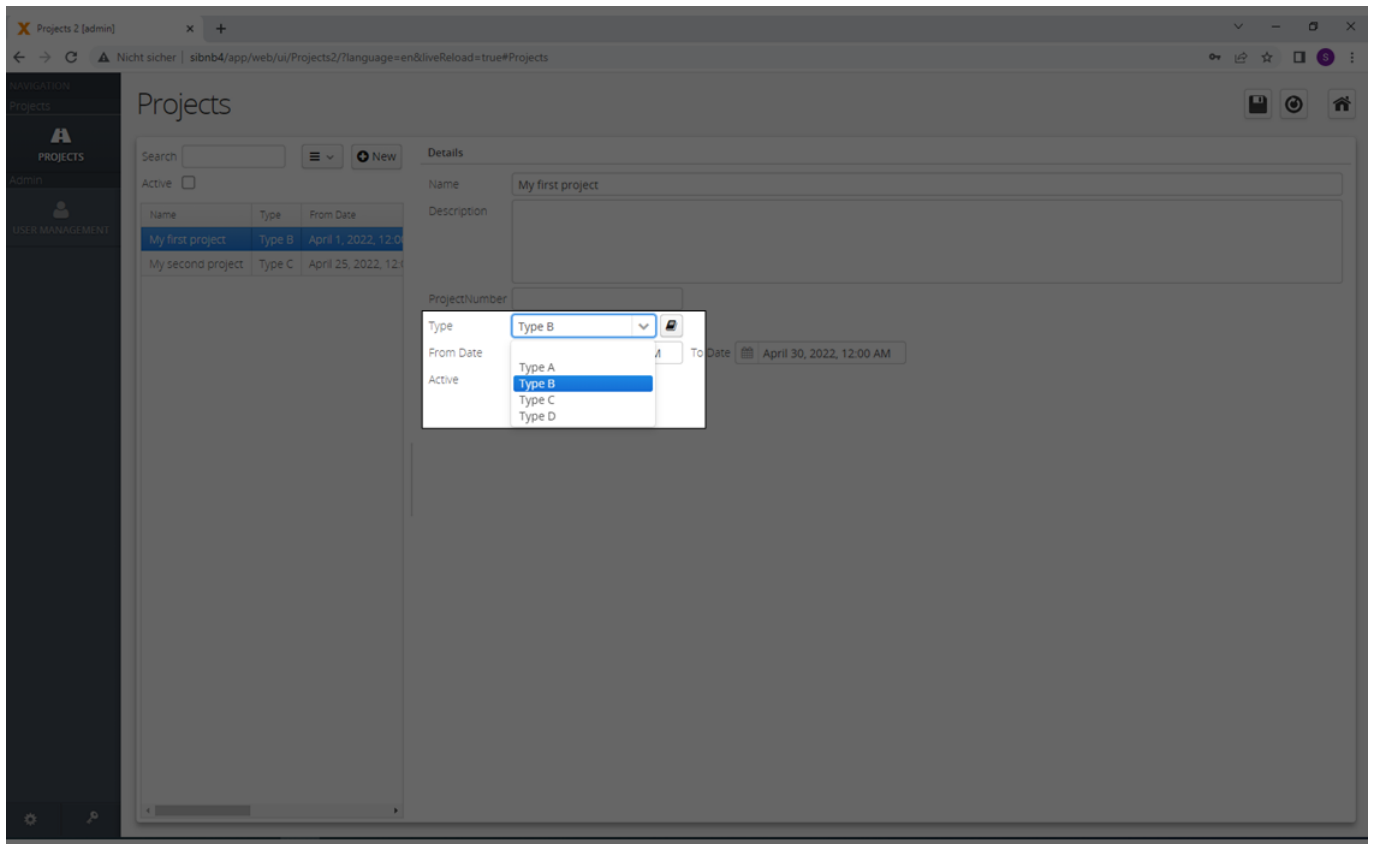 Projects 2 [admin]
Nicht sicher | sibnb4/app/web/ui/Projects2/?language=en&liveReload=true#Projects
S
NAVIGATION
Projects
PROJECTS
Admin
USER MANAGEMENT
Projects
Search
New
Active
Name Type From Date
My first project Type B April 1, 2022, 12:00
My second project Type C April 25, 2022, 12:
Details
Name My first project
Description
ProjectNumber
Type Type B
From Date M To Date April 30, 2022, 12:00 AM
Active
Type A
Type B
Type C
Type D